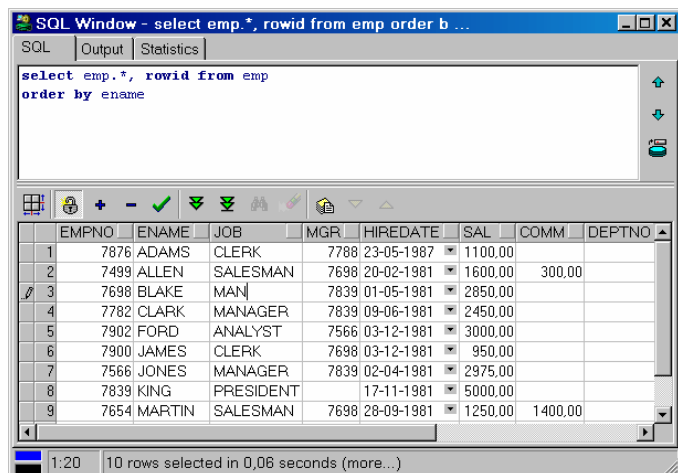 SQL Window - select emp.*, rowid from emp order b ...
SQL Output Statistics
select emp.*, rowid from emp
order by ename
EMPNO ENAME JOB MGR HIREDATE SAL COMM DEPTNO
1 7876 ADAMS CLERK 7788 23-05-1987 1100,00
2 7499 ALLEN SALESMAN 7698 20-02-1981 1600,00 300,00
3 7698 BLAKE MAN 7839 01-05-1981 2850,00
4 7782 CLARK MANAGER 7839 09-06-1981 2450,00
5 7902 FORD ANALYST 7566 03-12-1981 3000,00
6 7900 JAMES CLERK 7698 03-12-1981 950,00
7 7566 JONES MANAGER 7839 02-04-1981 2975,00
8 7839 KING PRESIDENT 17-11-1981 5000,00
9 7654 MARTIN SALESMAN 7698 28-09-1981 1250,00 1400,00
1:20 10 rows selected in 0,06 seconds (more...)